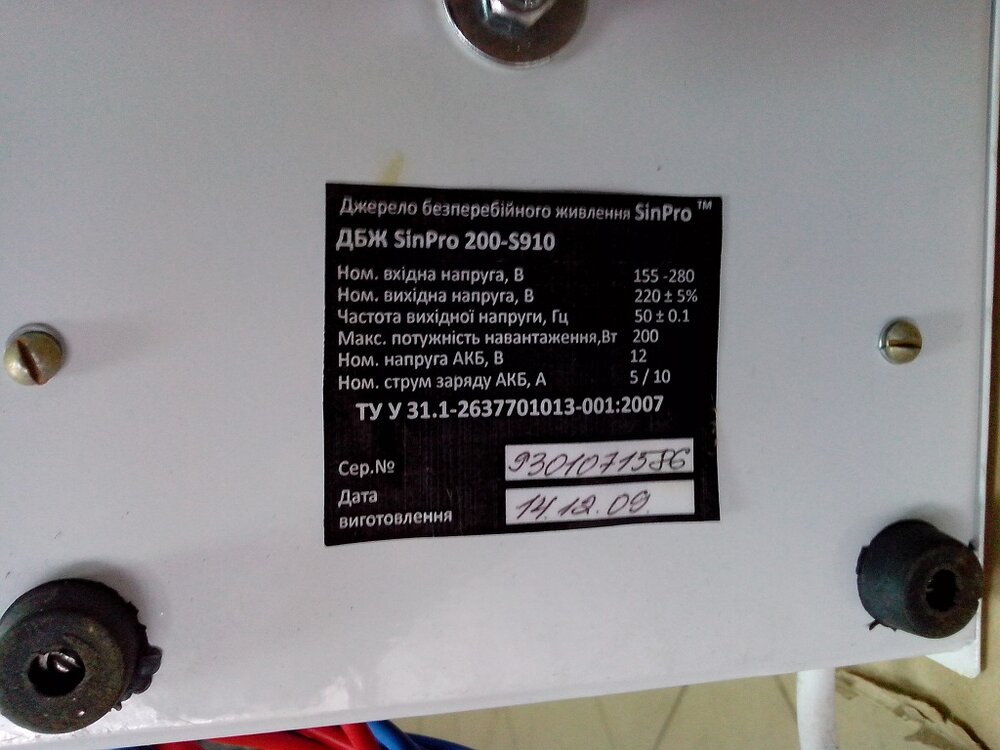 Джерело безперебійного живлення SinPro ™
ДБЖ SinPro 200-S910
Ном. вхідна напруга, В 155 -280
Ном. вихідна напруга, В 220 ± 5%
Частота вихідної напруги, Гц 50 ± 0.1
Макс. потужність навантаження,Вт 200
Ном. напруга АКБ, В 12
Ном. струм заряду АКБ, А 5 / 10
ТУ У 31.1-2637701013-001:2007
Сер.№ 9301071586
Дата
виготовлення 14.12.09.